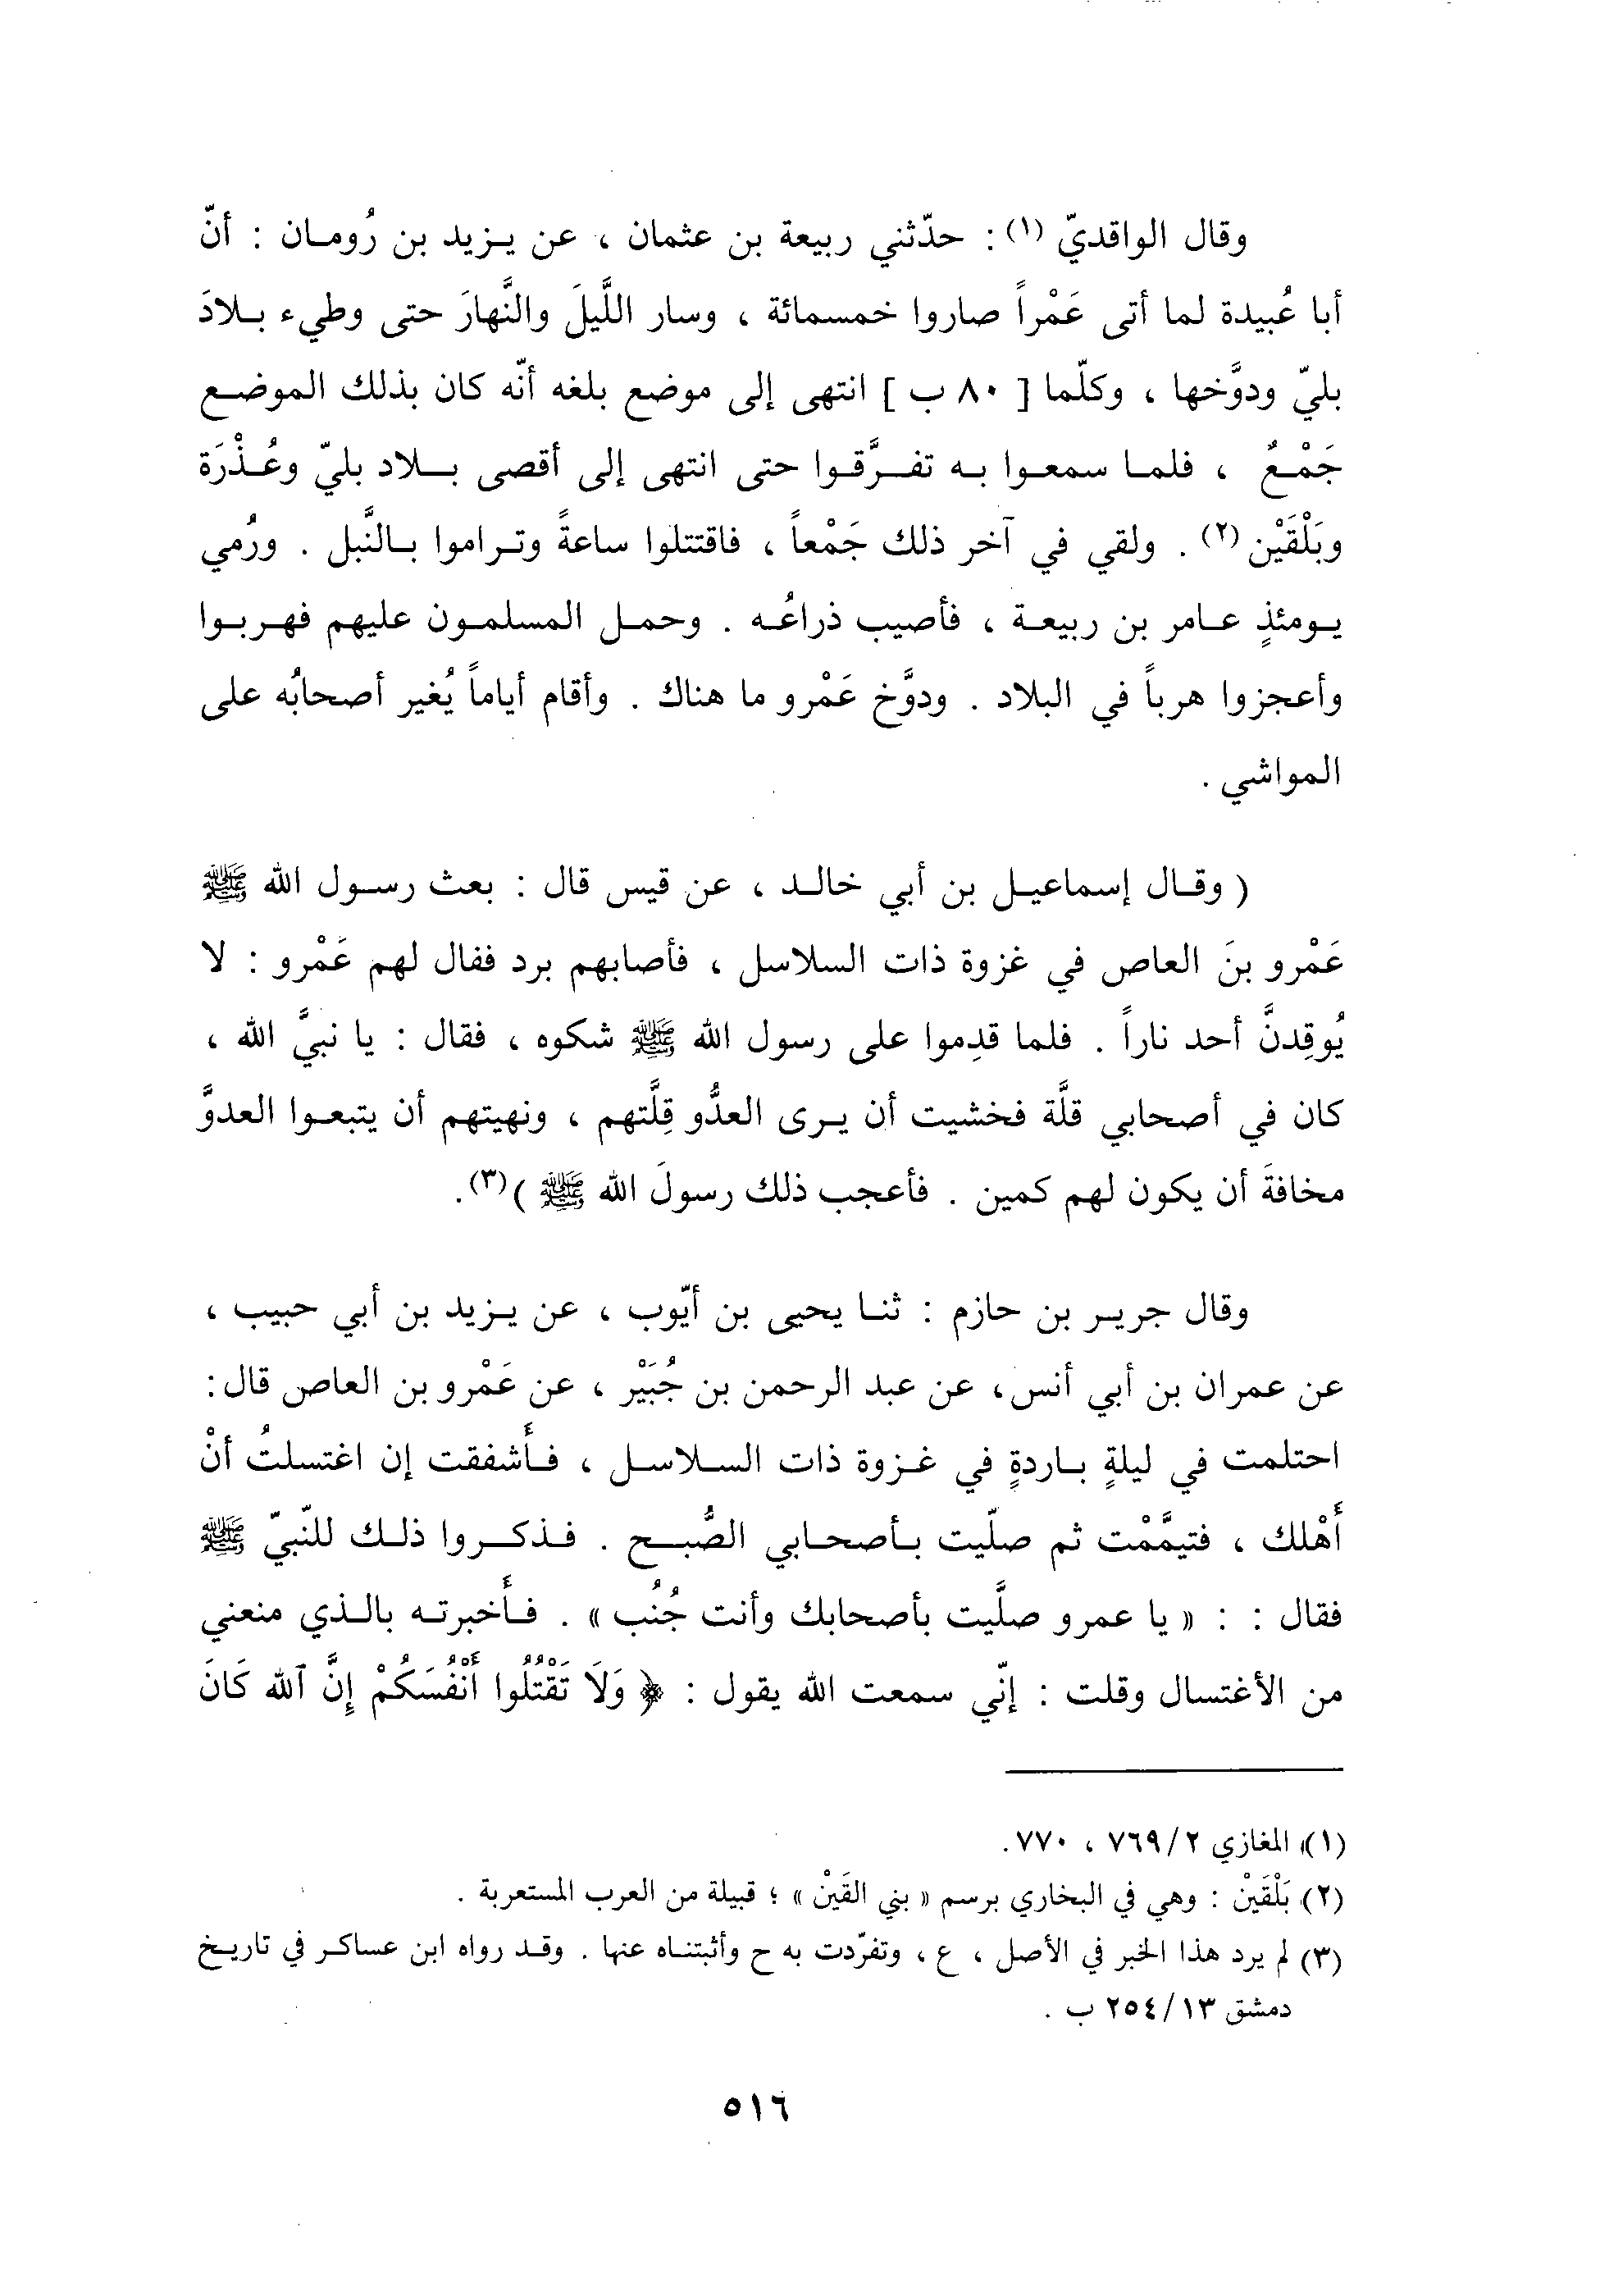 وقال الواقديّ (١) : حدّثني ربيعة بن عثمان ، عن يـزيد بن رُومـان : أنّ
أبا عُبيدة لما أتى عَمْراً صاروا خمسمائة ، وسار اللَّيلَ والنَّهارَ حتى وطيء بـلادَ
بليّ ودوَّخها ، وكلّما [ ٨٠ ب ] انتهى إلى موضع بلغه أنّه كان بذلك الموضـع
جَمْعٌ ، فلمـا سمعـوا بـه تفـرَّقـوا حتى انتهى إلى أقصى بـلاد بليّ وعُـذْرَة
وبَلْقَيْن (٢) . ولقي في آخر ذلك جَمْعاً ، فاقتتلوا ساعةً وتـراموا بـالنَّبل . ورُمي
يـومئذٍ عـامر بن ربيعـة ، فأصيب ذراعُـه . وحمـل المسلمـون عليهم فهـربـوا
وأعجزوا هرباً في البلاد . ودوَّخ عَمْرو ما هناك . وأقام أياماً يُغير أصحابُه على
المواشي .
( وقـال إسماعيـل بن أبي خالـد ، عن قيس قال : بعث رسـول الله ﷺ
عَمْرو بنَ العاص في غزوة ذات السلاسل ، فأصابهم برد ففال لهم عَمْرو : لا
يُوقِدنَّ أحد ناراً . فلما قدِموا على رسول الله ﷺ شكوه ، فقال : يا نبيَّ الله ،
كان في أصحابي قلَّة فخشيت أن يـرى العدُّو قِلَّتهم ، ونهيتهم أن يتبعـوا العدوَّ
مخافةَ أن يكون لهم كمين . فأعجب ذلك رسولَ الله ﷺ )(٣).
وقال جريـر بن حازم : ثنـا يحيى بن أيّوب ، عن يـزيد بن أبي حبيب ،
عن عمران بن أبي أنس، عن عبد الرحمن بن جُبَيْر ، عن عَمْرو بن العاص قال:
احتلمت في ليلةٍ بـاردةٍ في غـزوة ذات السـلاسـل ، فـأشفقت إن اغتسلتُ أنْ
أَهْلك ، فتيمَّمْت ثم صلّيت بـأصحـابي الصُّبـح . فـذكـروا ذلـك للنّبيّ ﷺ
فقال : : « يا عمرو صلَّيت بأصحابك وأنت جُنُب » . فـأخبرتـه بالـذي منعني
من الأغتسال وقلت : إنّي سمعت الله يقول : ﴿ وَلَا تَقْتُلُوا أَنْفُسَكُمْ إِنَّ ٱلله كَانَ
(١) المغازي ٢/ ٧٦٩ ، ٧٧٠.
(٢) بَلْقَيْن : وهي في البخاري برسم « بني القَيْن » ؛ قبيلة من العرب المستعربة .
(٣) لم يرد هذا الخبر في الأصل ، ع ، وتفرّدت به ح وأثبتنـاه عنها . وقـد رواه ابن عساكـر في تاريـخ
دمشق ١٣/ ٢٥٤ ب .
٥١٦